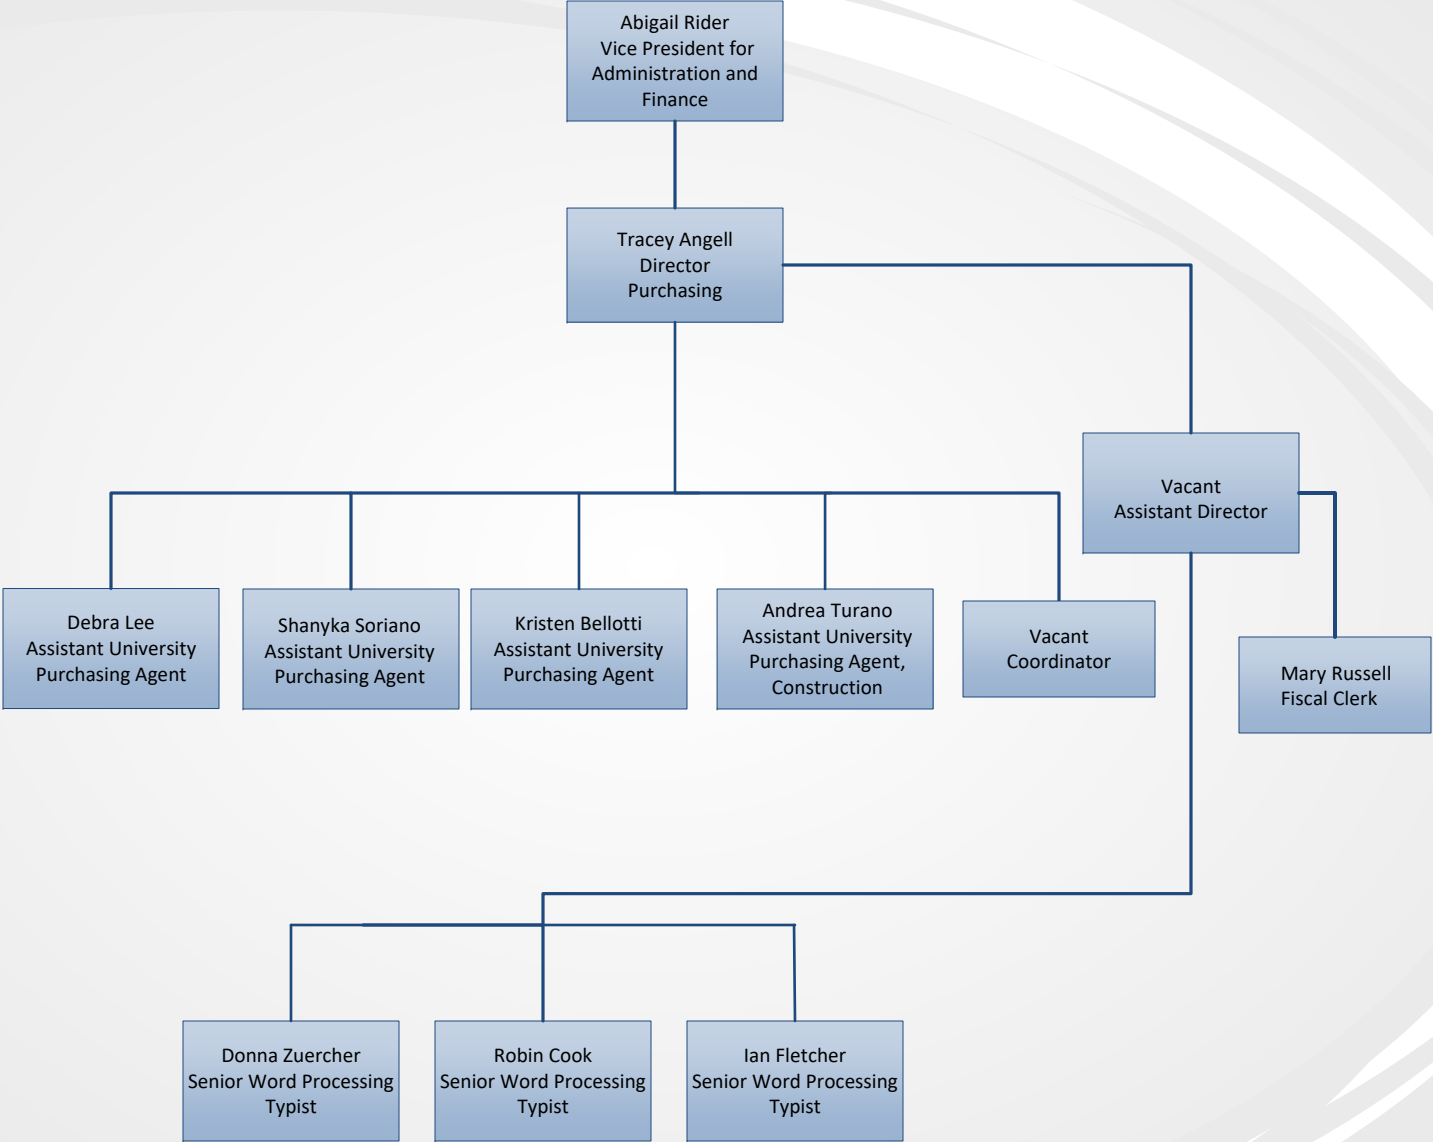 Abigail Rider
Vice President for
Administration and
Finance
Tracey Angell
Director
Purchasing
Vacant
Assistant Director
Debra Lee
Assistant University
Purchasing Agent
Shanyka Soriano
Assistant University
Purchasing Agent
Kristen Bellotti
Assistant University
Purchasing Agent
Andrea Turano
Assistant University
Purchasing Agent,
Construction
Vacant
Coordinator
Mary Russell
Fiscal Clerk
Donna Zuercher
Senior Word Processing
Typist
Robin Cook
Senior Word Processing
Typist
Ian Fletcher
Senior Word Processing
Typist